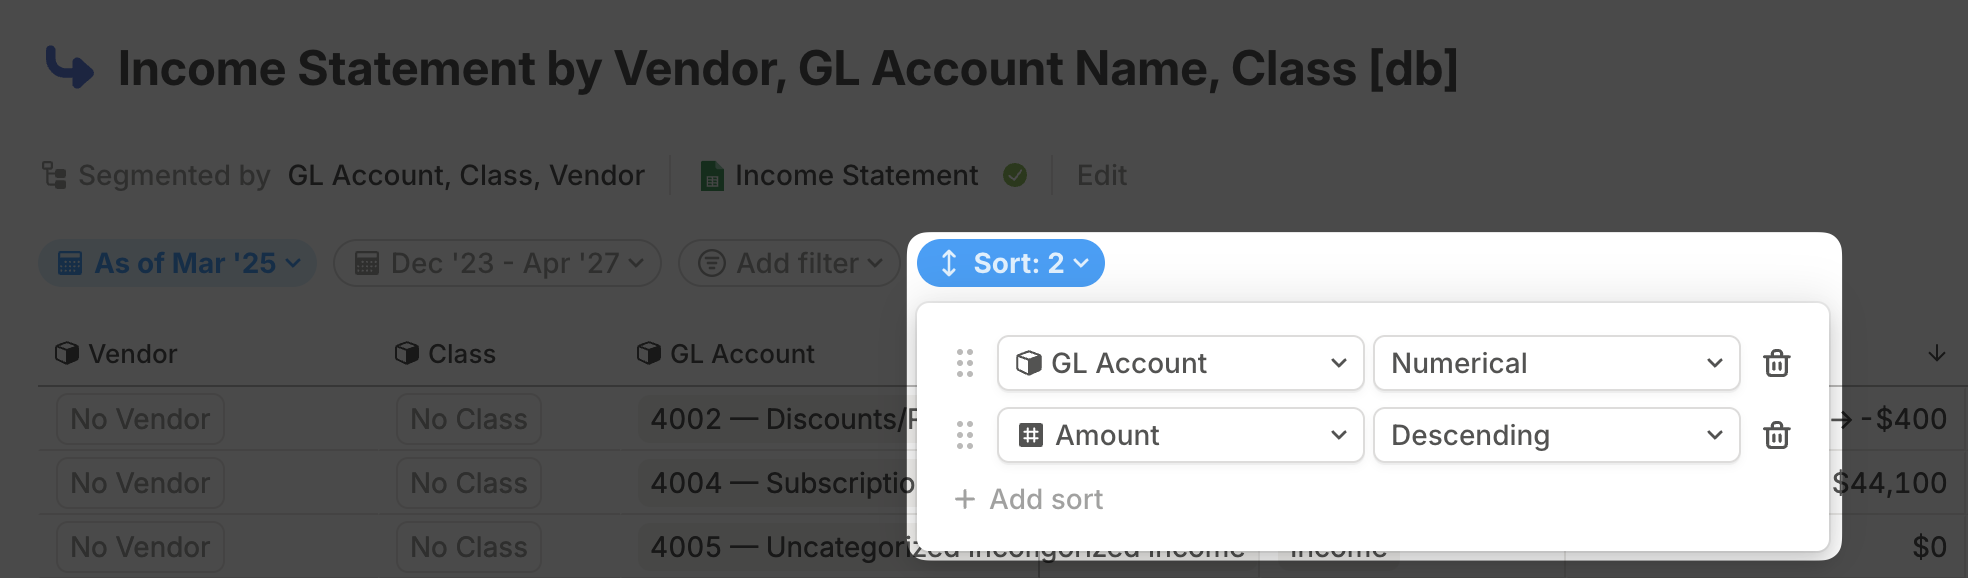 Income Statement by Vendor, GL Account Name, Class [db]
Segmented by GL Account, Class, Vendor Income Statement Edit
As of Mar '25 Dec '23 - Apr '27 Add filter Sort: 2
Vendor Class GL Account
GL Account Numerical
Amount Descending
Add sort
No Vendor No Class 4002 — Discounts/ -$400
No Vendor No Class 4004 — Subscriptio $44,100
No Vendor No Class 4005 — Uncategorized Income $0